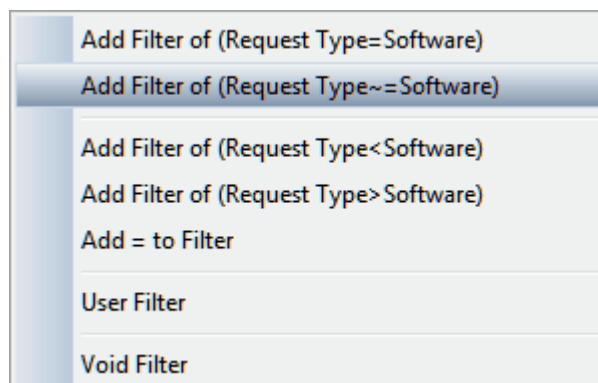 Add Filter of (Request Type=Software)
Add Filter of (Request Type~=Software)
Add Filter of (Request Type<Software)
Add Filter of (Request Type>Software)
Add = to Filter
User Filter
Void Filter